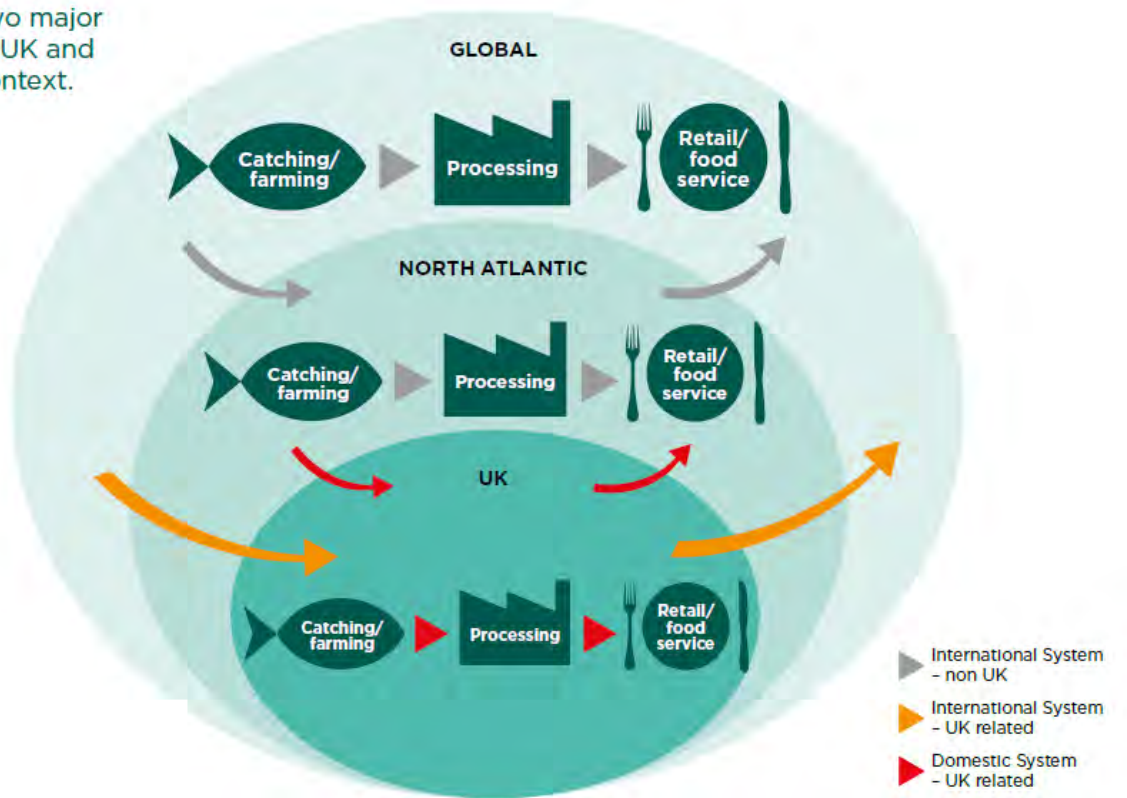 vo major
UK and
ntext.
GLOBAL
Catching/
farming
Processing
Retail/
food
service
NORTH ATLANTIC
Catching/
farming
Processing
Retail/
food
service
UK
Catching/
farming
Processing
Retail/
food
service
International System
– non UK
International System
– UK related
Domestic System
– UK related